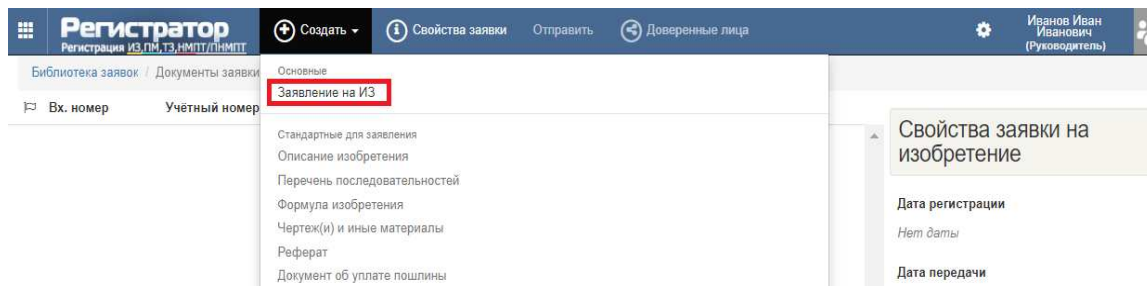 Регистратор
Регистрация ИЗ,ПМ,ТЗ,НМПТ/ПНМПТ
Создать
Свойства заявки
Отправить
Доверенные лица
Иванов Иван
Иванович
(Руководитель)
Библиотека заявок / Документы заявки
Вх. номер
Учётный номер
Основные
Заявление на ИЗ
Стандартные для заявления
Описание изобретения
Перечень последовательностей
Формула изобретения
Чертеж(и) и иные материалы
Реферат
Документ об уплате пошлины
Свойства заявки на
изобретение
Дата регистрации
Нет даты
Дата передачи